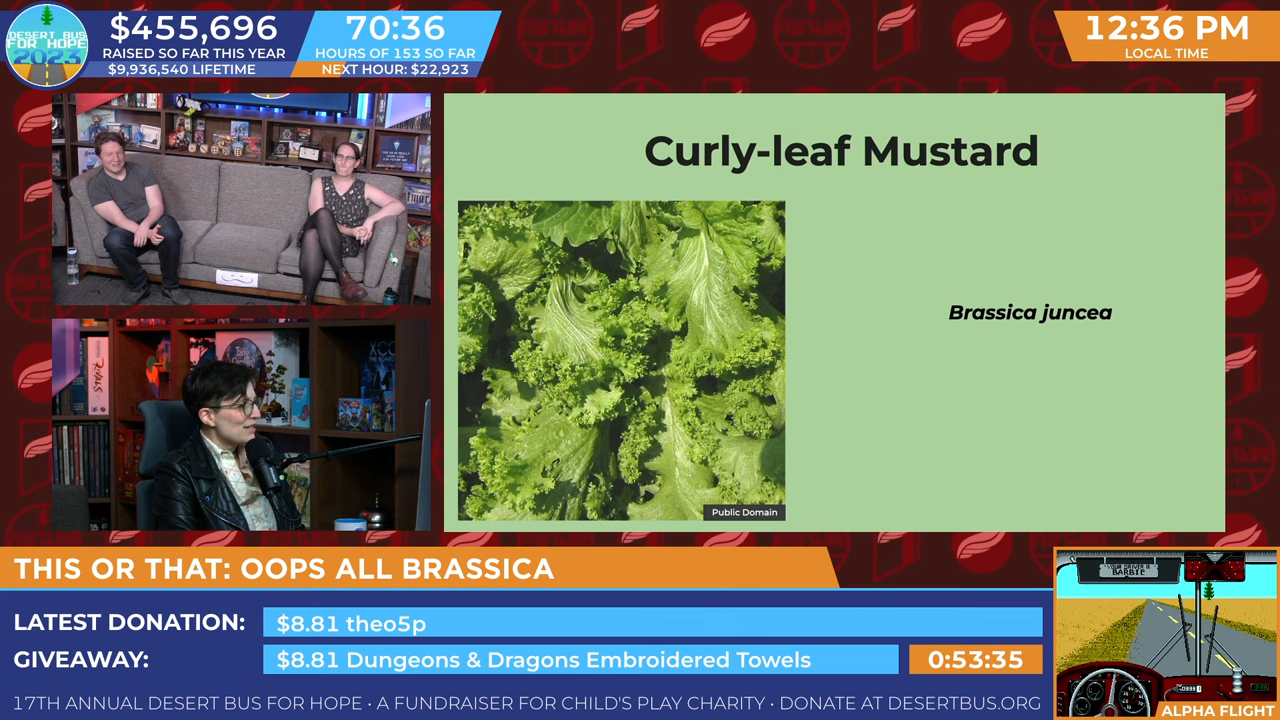 DESERT BUS
FOR HOPE
2023
$455,696
RAISED SO FAR THIS YEAR
$9,936,540 LIFETIME
70:36
HOURS OF 153 SO FAR
NEXT HOUR: $22,923
12:36 PM
LOCAL TIME
Curly-leaf Mustard
Brassica juncea
Public Domain
THIS OR THAT: OOPS ALL BRASSICA
LATEST DONATION:
$8.81 theo5p
GIVEAWAY:
$8.81 Dungeons & Dragons Embroidered Towels
0:53:35
17TH ANNUAL DESERT BUS FOR HOPE • A FUNDRAISER FOR CHILD'S PLAY CHARITY • DONATE AT DESERTBUS.ORG
YOUR DRIVER IS
BARBIE
ALPHA FLIGHT